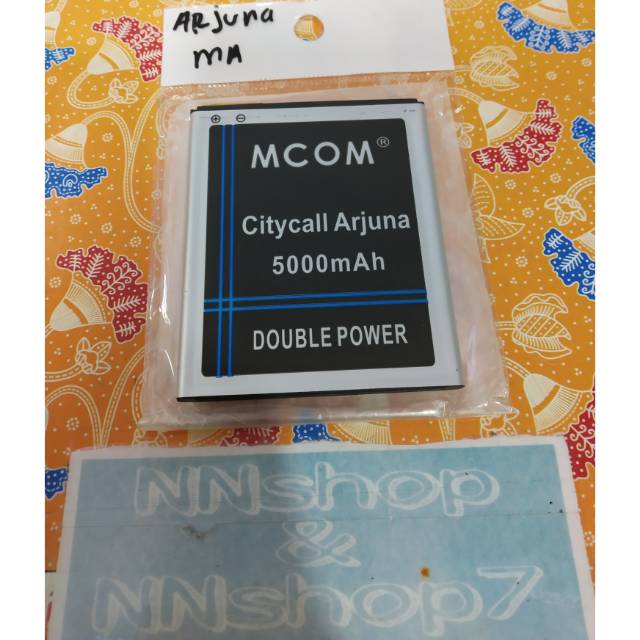 ARjuna
MA
⊕ ⊖
MCOM®
Citycall Arjuna
5000mAh
DOUBLE POWER
NNshop
&
NNshop7